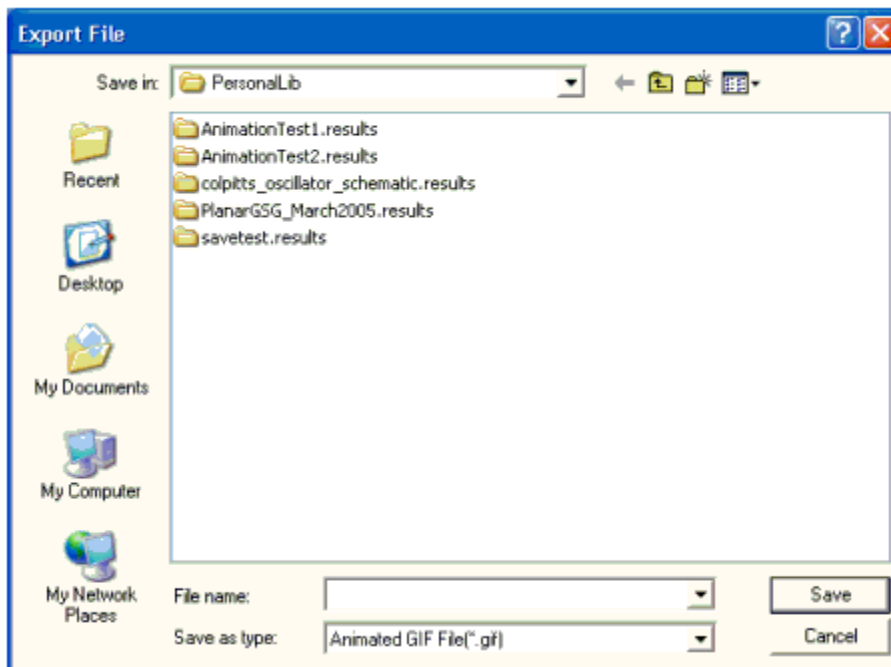 Export File
Save in: PersonalLib
AnimationTest1.results
AnimationTest2.results
colpitts_oscillator_schematic.results
PlanarGSG_March2005.results
savetest.results
Recent
Desktop
My Documents
My Computer
My Network
Places
File name:
Save
Save as type: Animated GIF File(*.gif)
Cancel